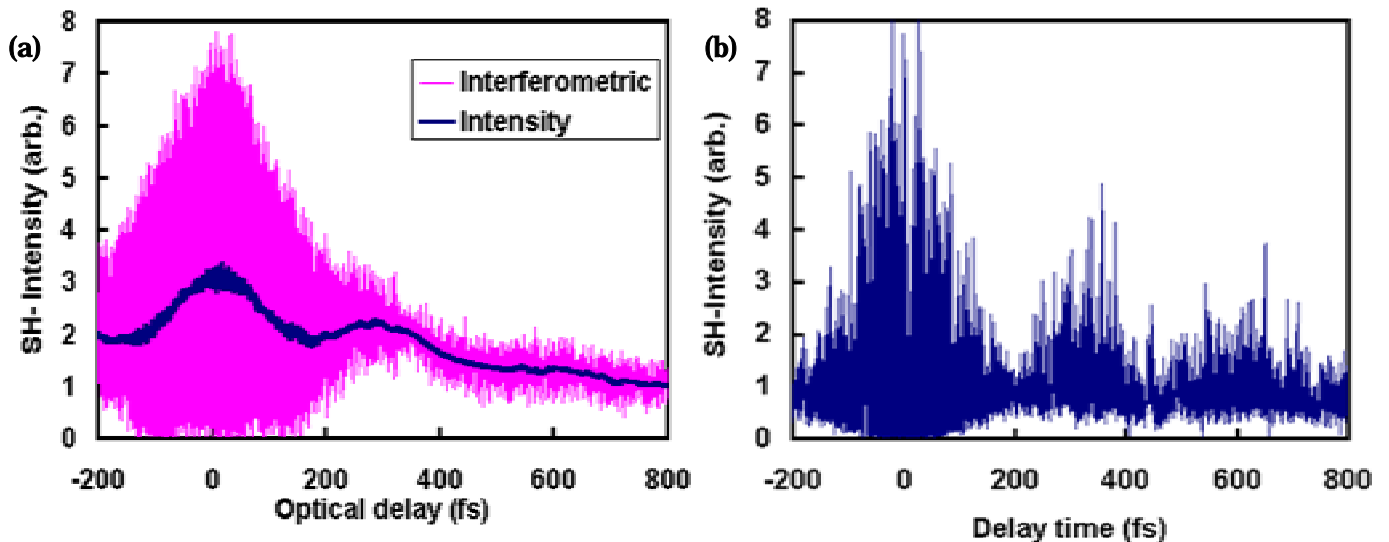 (a)
8
7
6
5
4
3
2
1
0
SH- Intensity (arb.)
Interferometric
Intensity
-200 0 200 400 600 800
Optical delay (fs)
(b)
8
7
6
5
4
3
2
1
0
SH-Intensity (arb.)
-200 0 200 400 600 800
Delay time (fs)